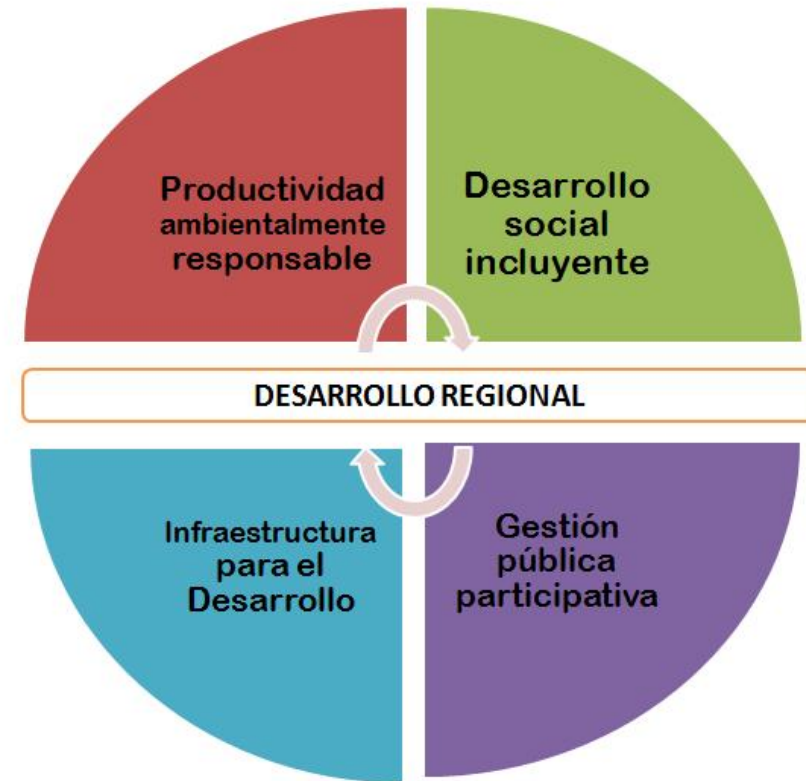 Productividad
ambientalmente
responsable
Desarrollo
social
incluyente
DESARROLLO REGIONAL
Infraestructura
para el
Desarrollo
Gestión
pública
participativa